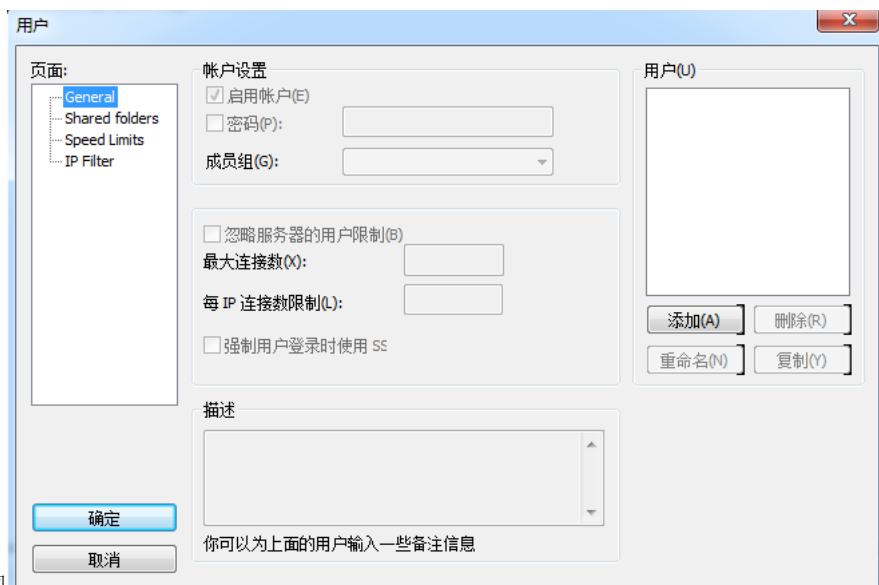 用户
页面:
General
Shared folders
Speed Limits
IP Filter
帐户设置
启用帐户(E)
密码(P):
成员组(G):
忽略服务器的用户限制(B)
最大连接数(X):
每 IP 连接数限制(L):
强制用户登录时使用 SS
描述
你可以为上面的用户输入一些备注信息
用户(U)
添加(A) 删除(R)
重命名(N) 复制(Y)
确定
取消